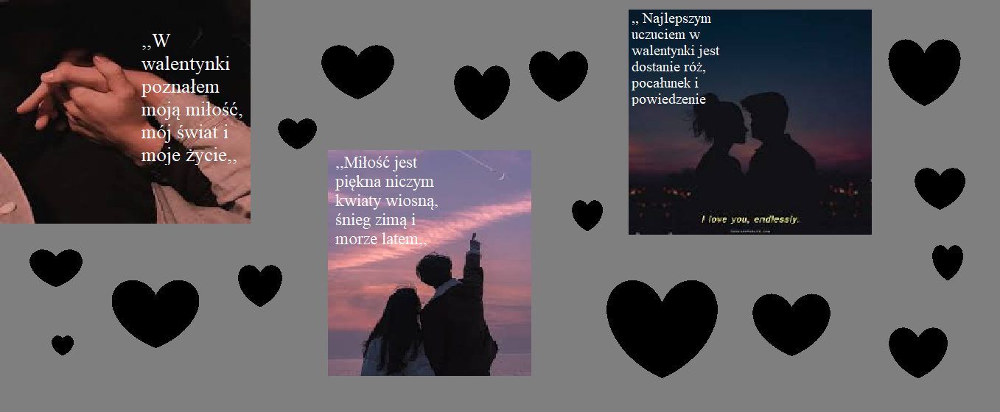 ,,W
walentynki
poznałem
moją miłość,
mój świat i
moje życie,,
,,Miłość jest
piękna niczym
kwiaty wiosną,
śnieg zimą i
morze latem,,
,, Najlepszym
uczuciem w
walentynki jest
dostanie róż,
pocałunek i
powiedzenie
I love you, endlessly.